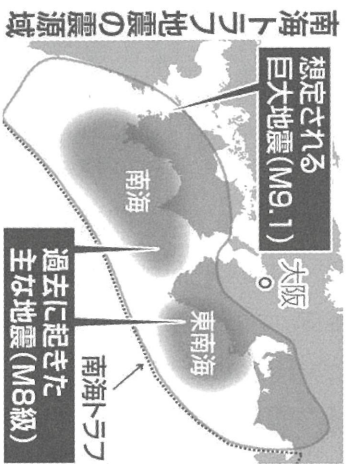 南海トラフ地震の震源域
想定される
巨大地震(M9.1)
大阪
南海
東南海
南海トラフ
過去に起きた
主な地震(M8級)